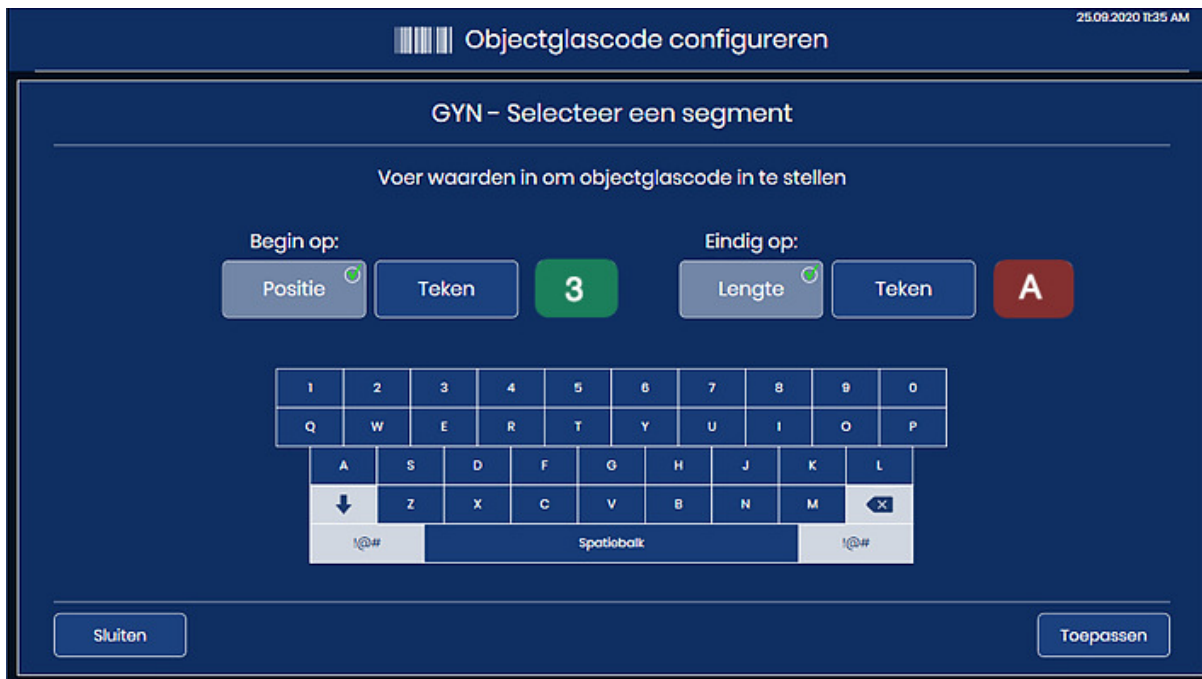 25.09.2020 11:35 AM
Objectglascode configureren
GYN - Selecteer een segment
Voer waarden in om objectglascode in te stellen
Begin op: Eindig op:
Positie Teken 3 Lengte Teken A
1 2 3 4 5 6 7 8 9 0
Q W E R T Y U I O P
A S D F G H J K L
Z X C V B N M
!@# Spatiebalk !@#
Sluiten Toepassen